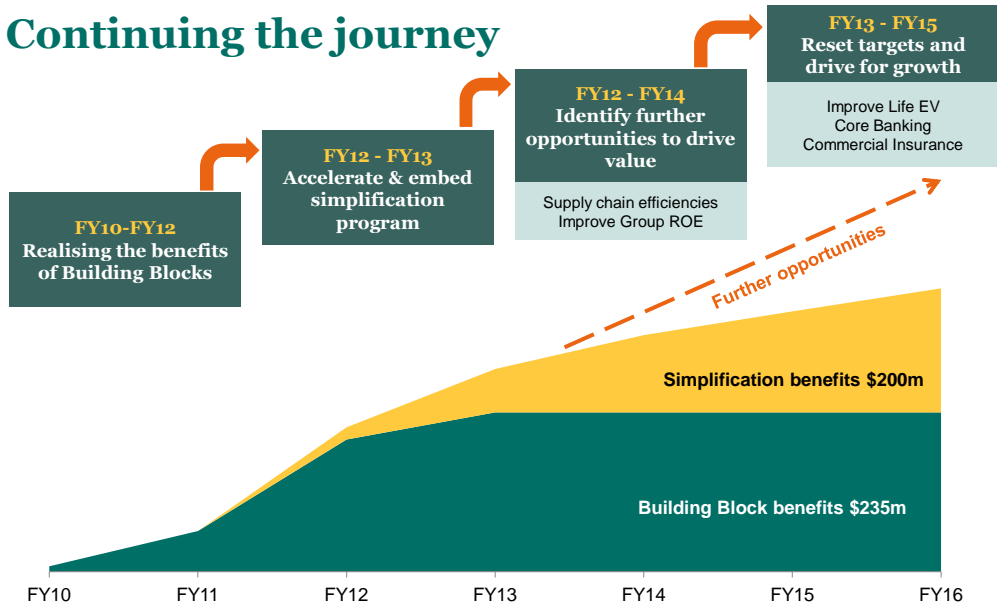 Continuing the journey
FY10-FY12
Realising the benefits
of Building Blocks
FY12 - FY13
Accelerate & embed
simplification
program
FY12 - FY14
Identify further
opportunities to drive
value
Supply chain efficiencies
Improve Group ROE
FY13 - FY15
Reset targets and
drive for growth
Improve Life EV
Core Banking
Commercial Insurance
Further opportunities
Simplification benefits $200m
Building Block benefits $235m
FY10
FY11
FY12
FY13
FY14
FY15
FY16